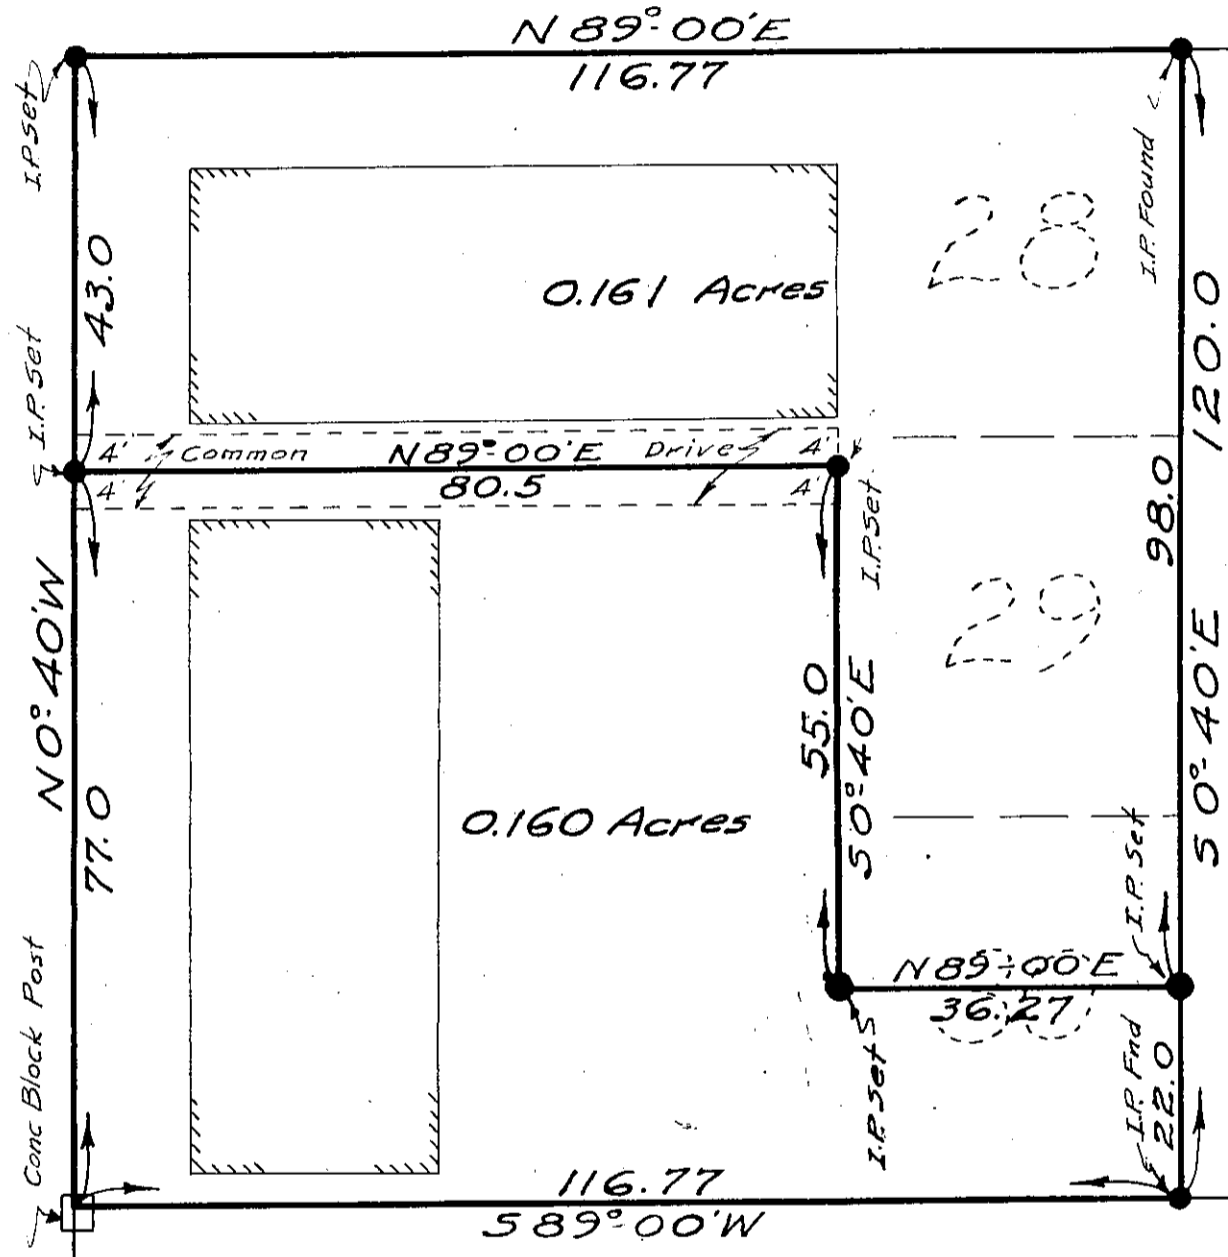 N 89°-00'E
116.77
I.P. Set
I.P. Found
28
43.0
0.161 Acres
120.0
I.P. Set
4' Common N89°-00'E Drive 4'
4' 80.5 4'
I.P. Set
98.0
29
N 0°-40'W
55.0
S 0°-40'E
S 0°-40'E
77.0
0.160 Acres
I.P. Set
N 89°-00'E
36.27
Conc Block Post
I.P. Set
I.P. Fnd
22.0
116.77
S 89°-00'W